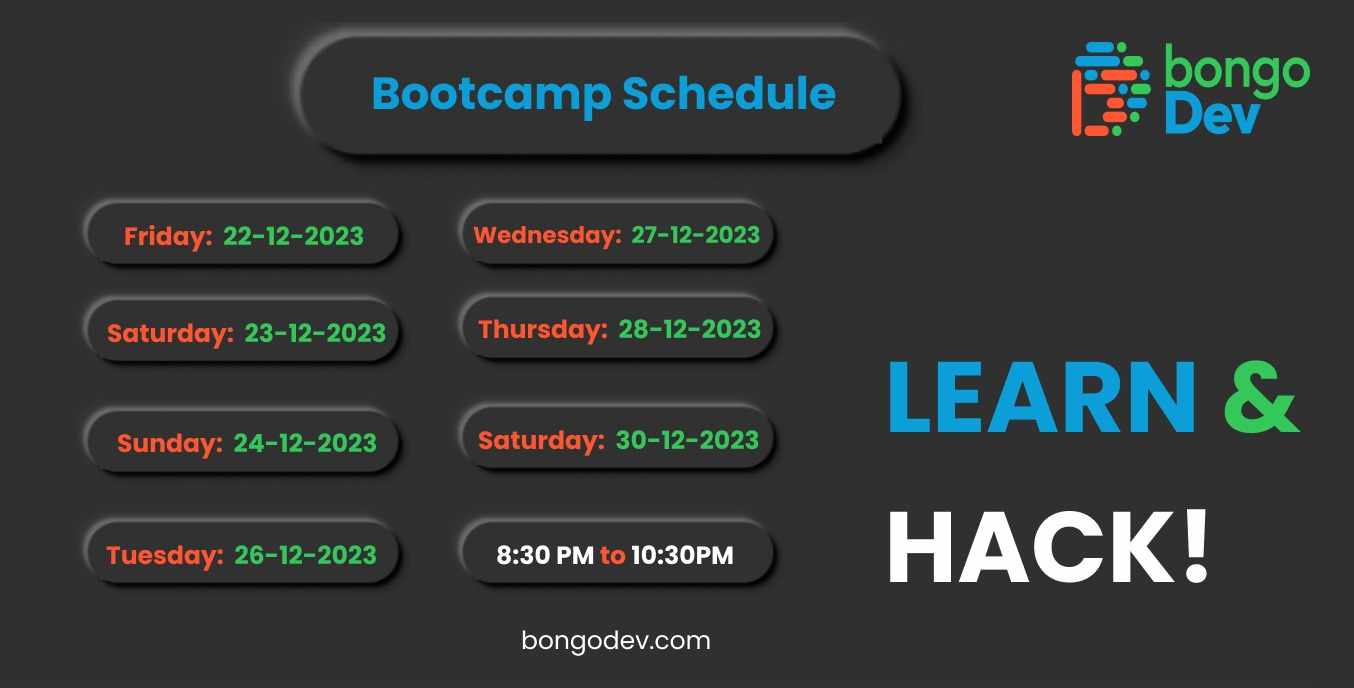 Bootcamp Schedule
bongo
Dev
Friday: 22-12-2023
Saturday: 23-12-2023
Sunday: 24-12-2023
Tuesday: 26-12-2023
Wednesday: 27-12-2023
Thursday: 28-12-2023
Saturday: 30-12-2023
8:30 PM to 10:30PM
LEARN &
HACK!
bongodev.com